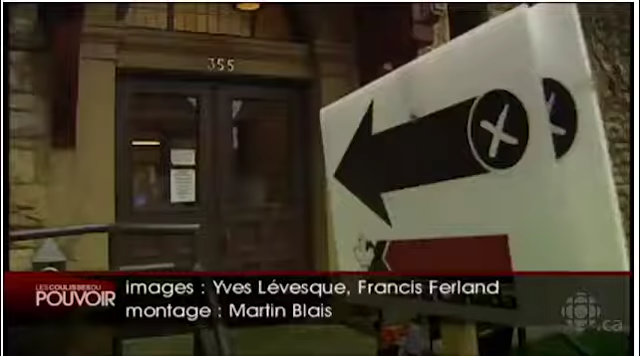 355
LES COULISSES DU
POUVOIR
images : Yves Lévesque, Francis Ferland
montage : Martin Blais
.ca